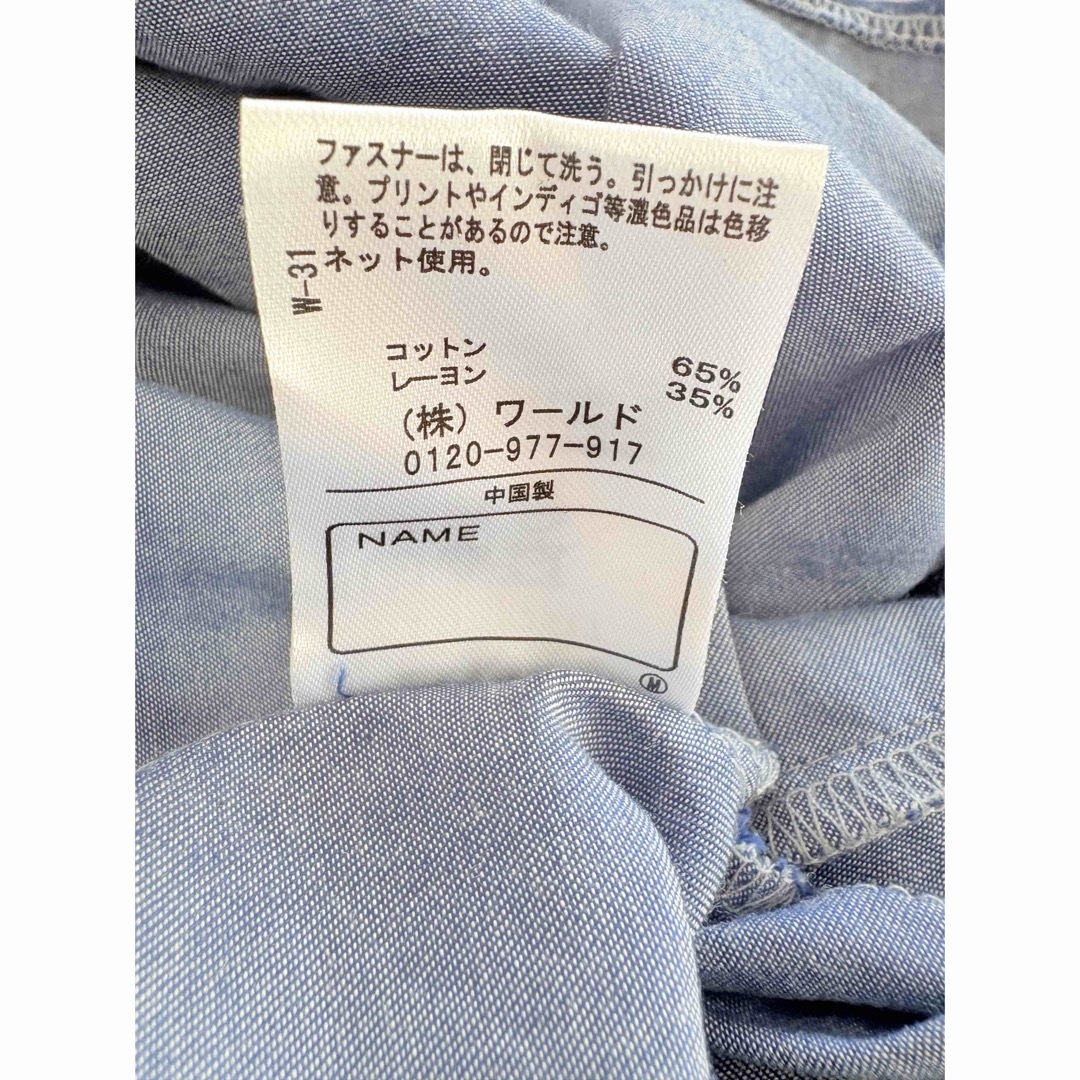 ファスナーは、閉じて洗う。引っかけに注
意。プリントやインディゴ等濃色品は色移
りすることがあるので注意。
ネット使用。
W-31
コットン 65%
レーヨン 35%
(株) ワールド
0120-977-917
中国製
NAME
M